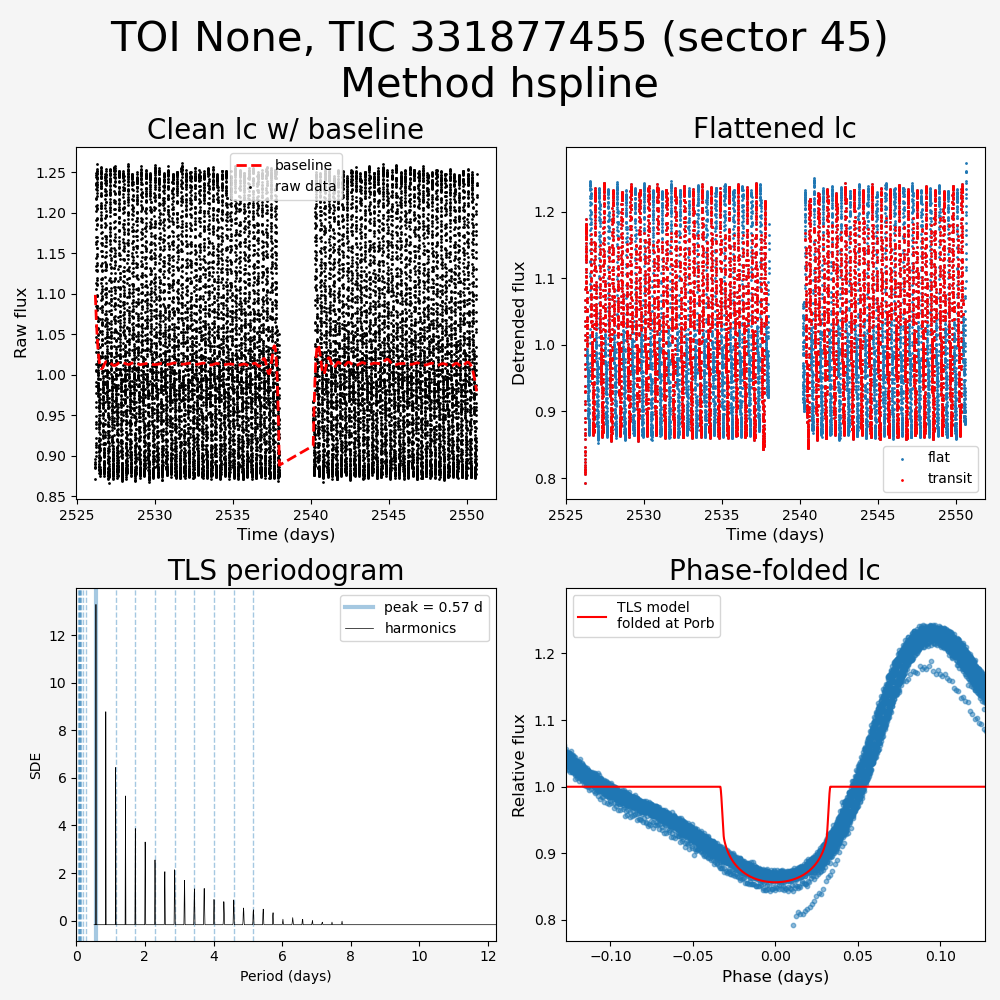 TOI None, TIC 331877455 (sector 45)
Method hspline
Clean lc w/ baseline
baseline
raw data
1.25
1.20
1.15
1.10
1.05
1.00
0.95
0.90
0.85
Raw flux
2525
2530
2535
2540
2545
2550
Time (days)
Flattened lc
1.2
1.1
1.0
0.9
0.8
Detrended flux
flat
transit
2525
2530
2535
2540
2545
2550
Time (days)
TLS periodogram
peak = 0.57 d
harmonics
12
10
8
6
4
2
0
SDE
0
2
4
6
8
10
12
Period (days)
Phase-folded lc
TLS model
folded at Porb
1.2
1.1
1.0
0.9
0.8
Relative flux
−0.10
−0.05
0.00
0.05
0.10
Phase (days)